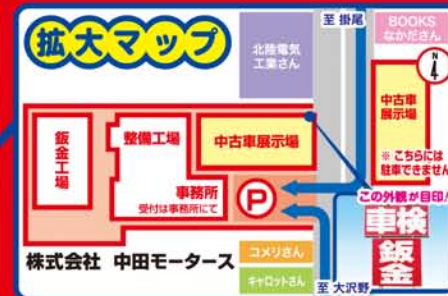 拡大マップ
至 掛尾
BOOKS
なかださん
北陸電気
工業さん
N
中古車
展示場
※ こちらには
駐車できません
鈑金工場
整備工場
中古車展示場
事務所
受付は事務所にて
P
この外観が目印
車検
鈑金
株式会社 中田モータース
コメリさん
キャロットさん
至 大沢野